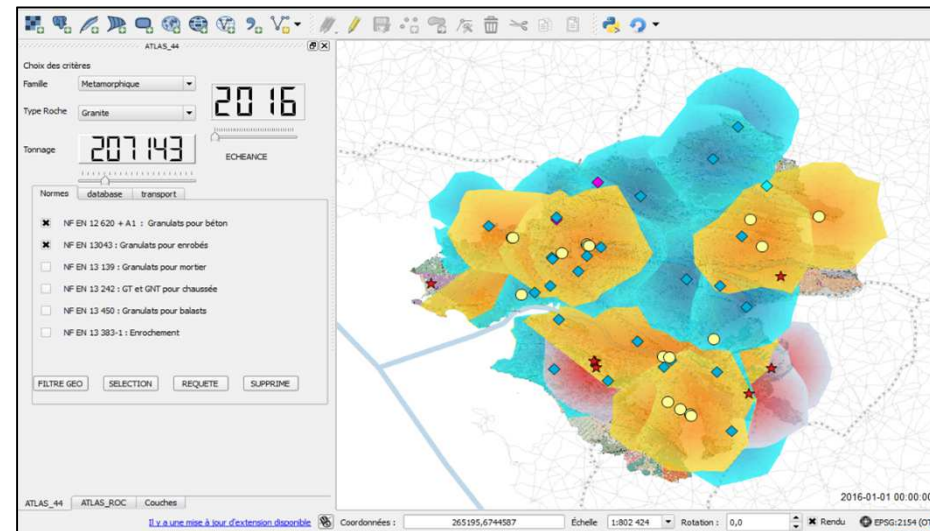 ATLAS_44
Choix des critères
Famille Metamorphique
2016
Type Roche Granite
Tonnage 207143 ECHEANCE
Normes database transport
NF EN 12 620 + A1 : Granulats pour béton
NF EN 13043 : Granulats pour enrobés
NF EN 13 139 : Granulats pour mortier
NF EN 13 242 : GT et GNT pour chaussée
NF EN 13 450 : Granulats pour balasts
NF EN 13 383-1 : Enrochement
FILTRE GEO SELECTION REQUETE SUPPRIME
2016-01-01 00:00:00
ATLAS_44 ATLAS_ROC Couches
Il y a une mise à jour d'extension disponible Coordonnées : 265195,6744587 Échelle 1:802 424 Rotation : 0,0 Rendu EPSG:2154 (O